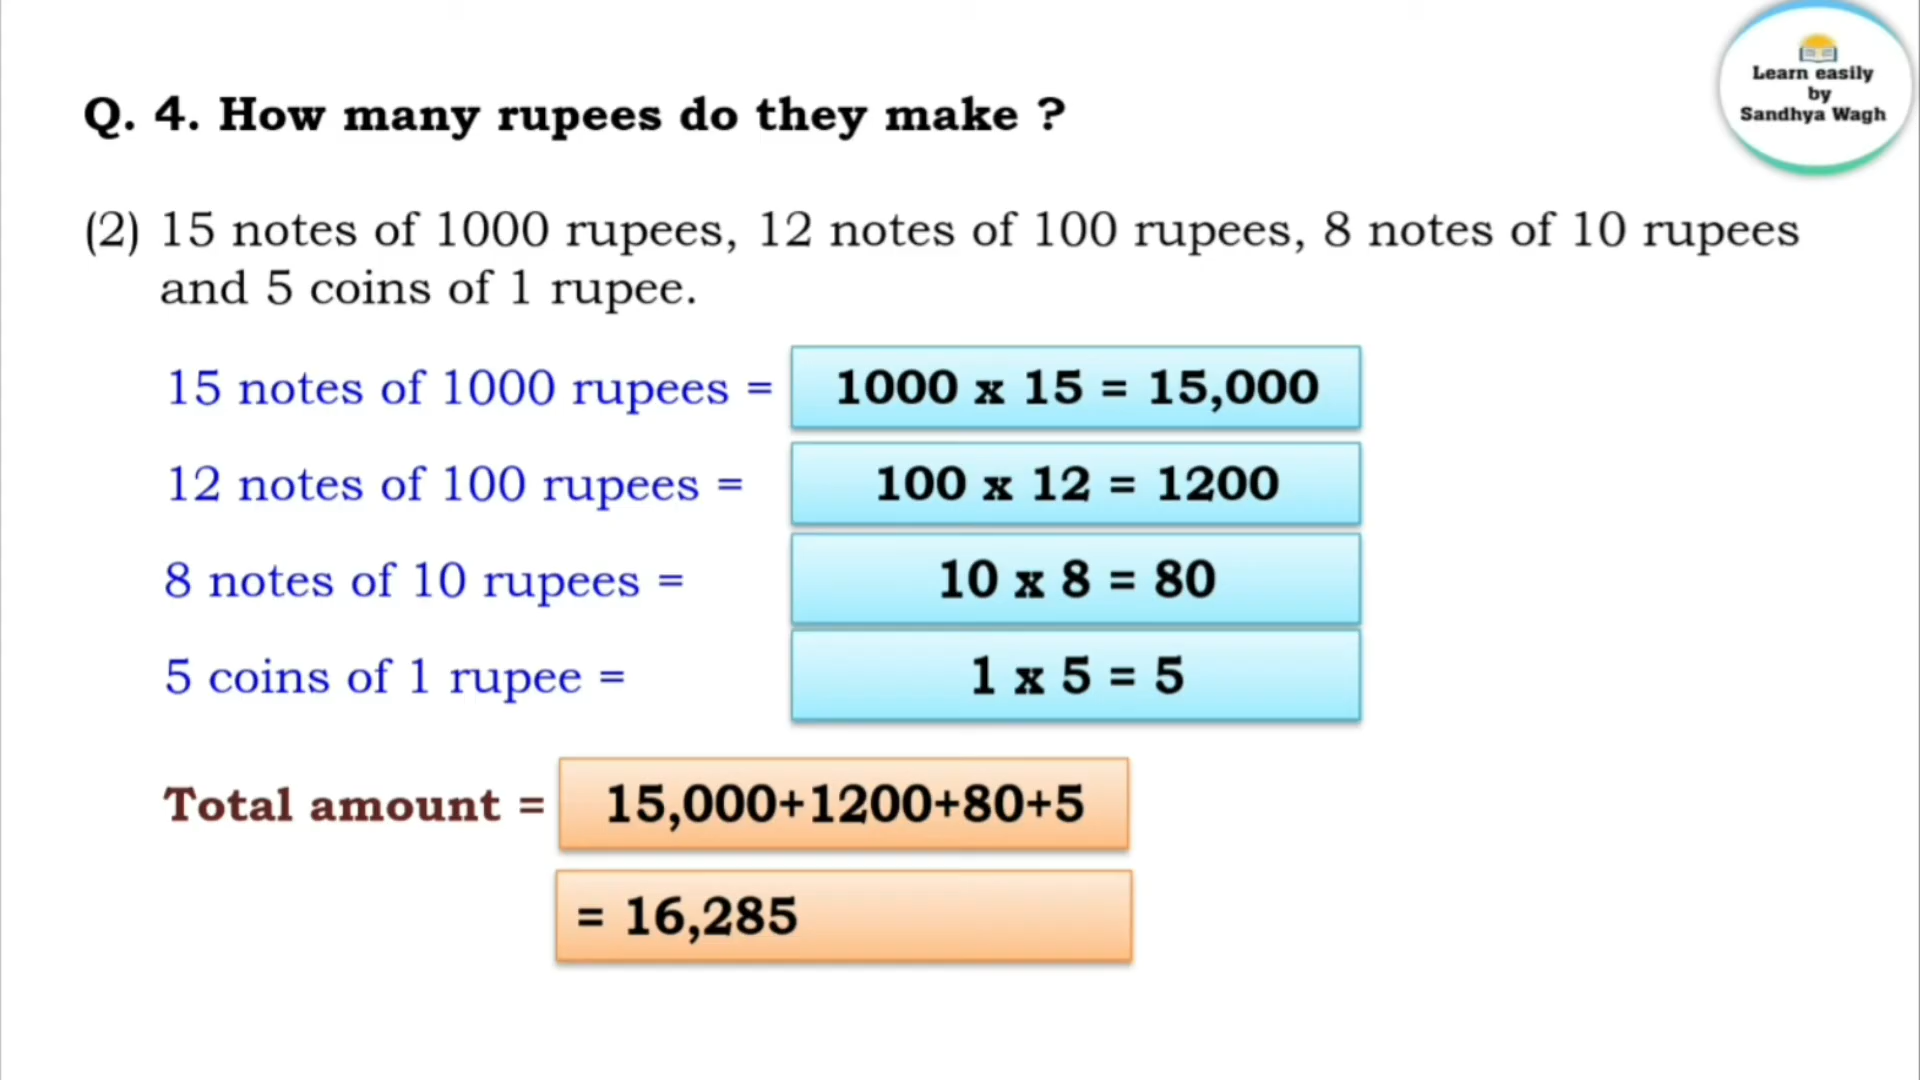 Learn easily
by
Sandhya Wagh
Q. 4. How many rupees do they make ?
(2) 15 notes of 1000 rupees, 12 notes of 100 rupees, 8 notes of 10 rupees
and 5 coins of 1 rupee.
15 notes of 1000 rupees = 1000 x 15 = 15,000
12 notes of 100 rupees = 100 x 12 = 1200
8 notes of 10 rupees = 10 x 8 = 80
5 coins of 1 rupee = 1 x 5 = 5
Total amount = 15,000+1200+80+5
= 16,285